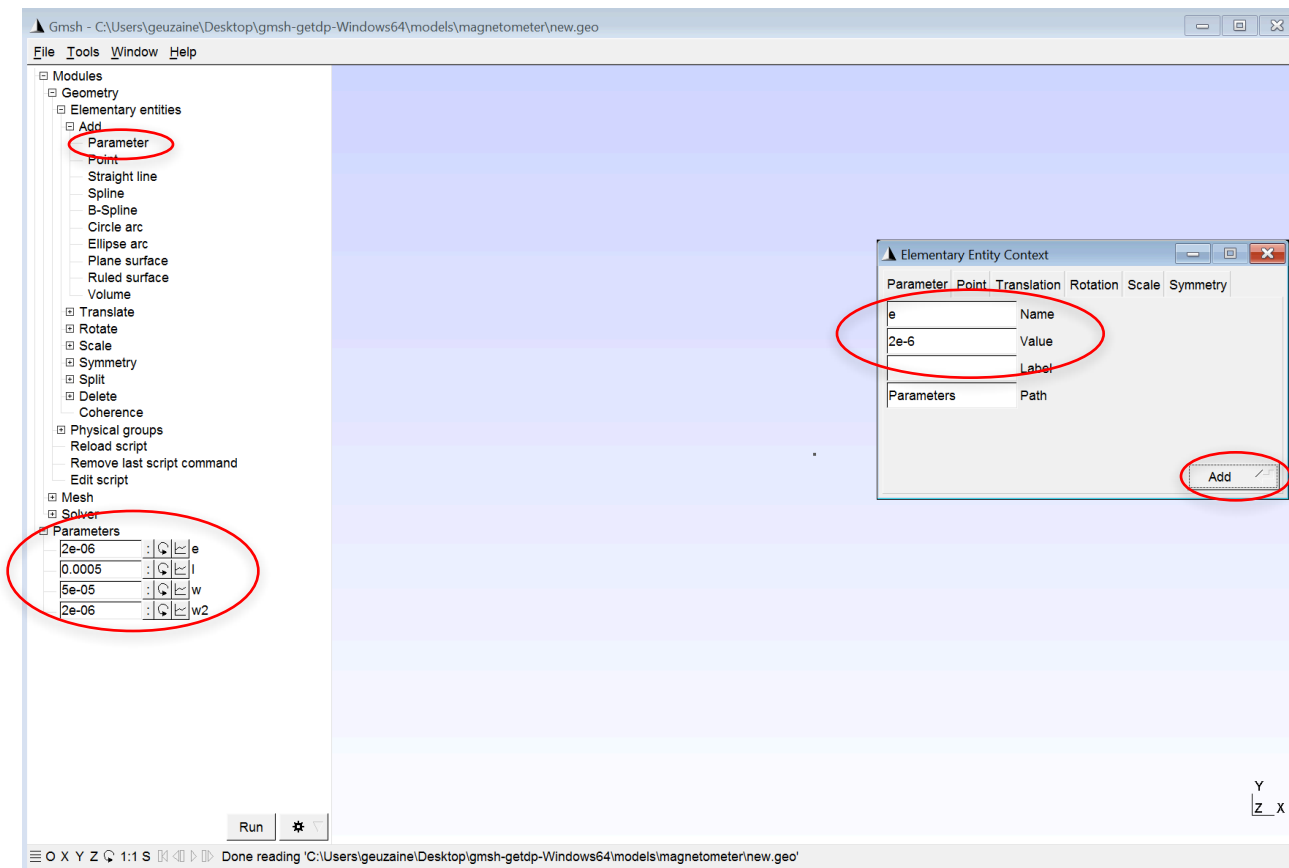 Gmsh - C:\Users\geuzaine\Desktop\gmsh-getdp-Windows64\models\magnetometer\new.geo
File Tools Window Help
Modules
Geometry
Elementary entities
Add
Parameter
Point
Straight line
Spline
B-Spline
Circle arc
Ellipse arc
Plane surface
Ruled surface
Volume
Translate
Rotate
Scale
Symmetry
Split
Delete
Coherence
Physical groups
Reload script
Remove last script command
Edit script
Mesh
Solver
Parameters
2e-06 : e
0.0005 : l
5e-05 : w
2e-06 : w2
Elementary Entity Context
Parameter Point Translation Rotation Scale Symmetry
e Name
2e-6 Value
Label
Parameters Path
Add
Y
Z X
Run
O X Y Z 1:1 S Done reading 'C:\Users\geuzaine\Desktop\gmsh-getdp-Windows64\models\magnetometer\new.geo'